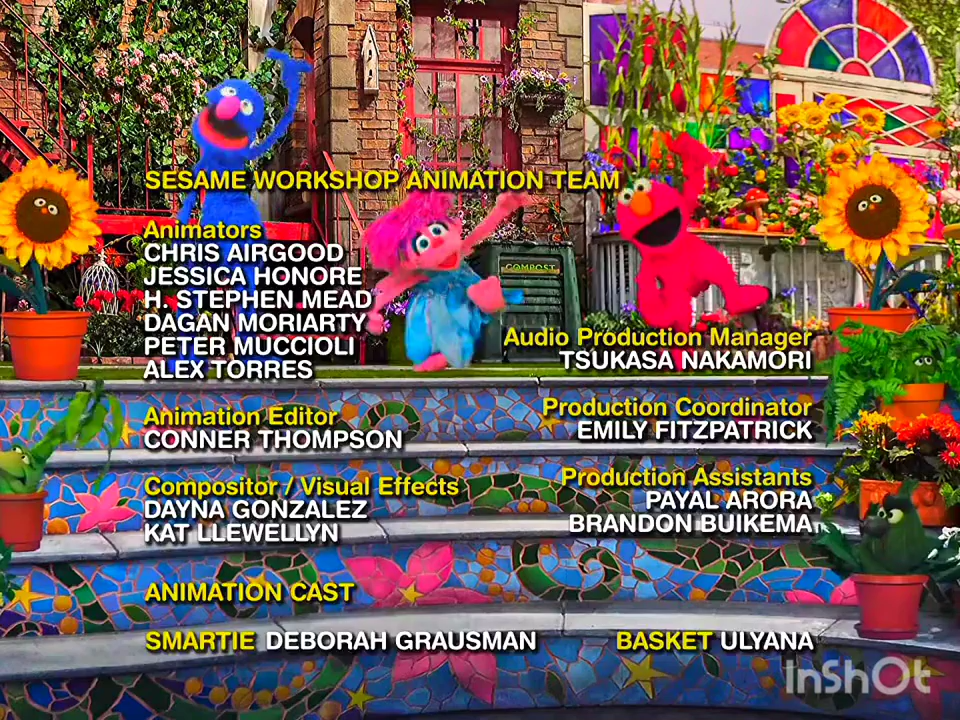 SESAME WORKSHOP ANIMATION TEAM
Animators
CHRIS AIRGOOD
JESSICA HONORE
H. STEPHEN MEAD
DAGAN MORIARTY
PETER MUCCIOLI
ALEX TORRES
Animation Editor
CONNER THOMPSON
Compositor / Visual Effects
DAYNA GONZALEZ
KAT LLEWELLYN
COMPOST
Audio Production Manager
TSUKASA NAKAMORI
Production Coordinator
EMILY FITZPATRICK
Production Assistants
PAYAL ARORA
BRANDON BUIKEMA
ANIMATION CAST
SMARTIE DEBORAH GRAUSMAN
BASKET ULYANA
InShOt